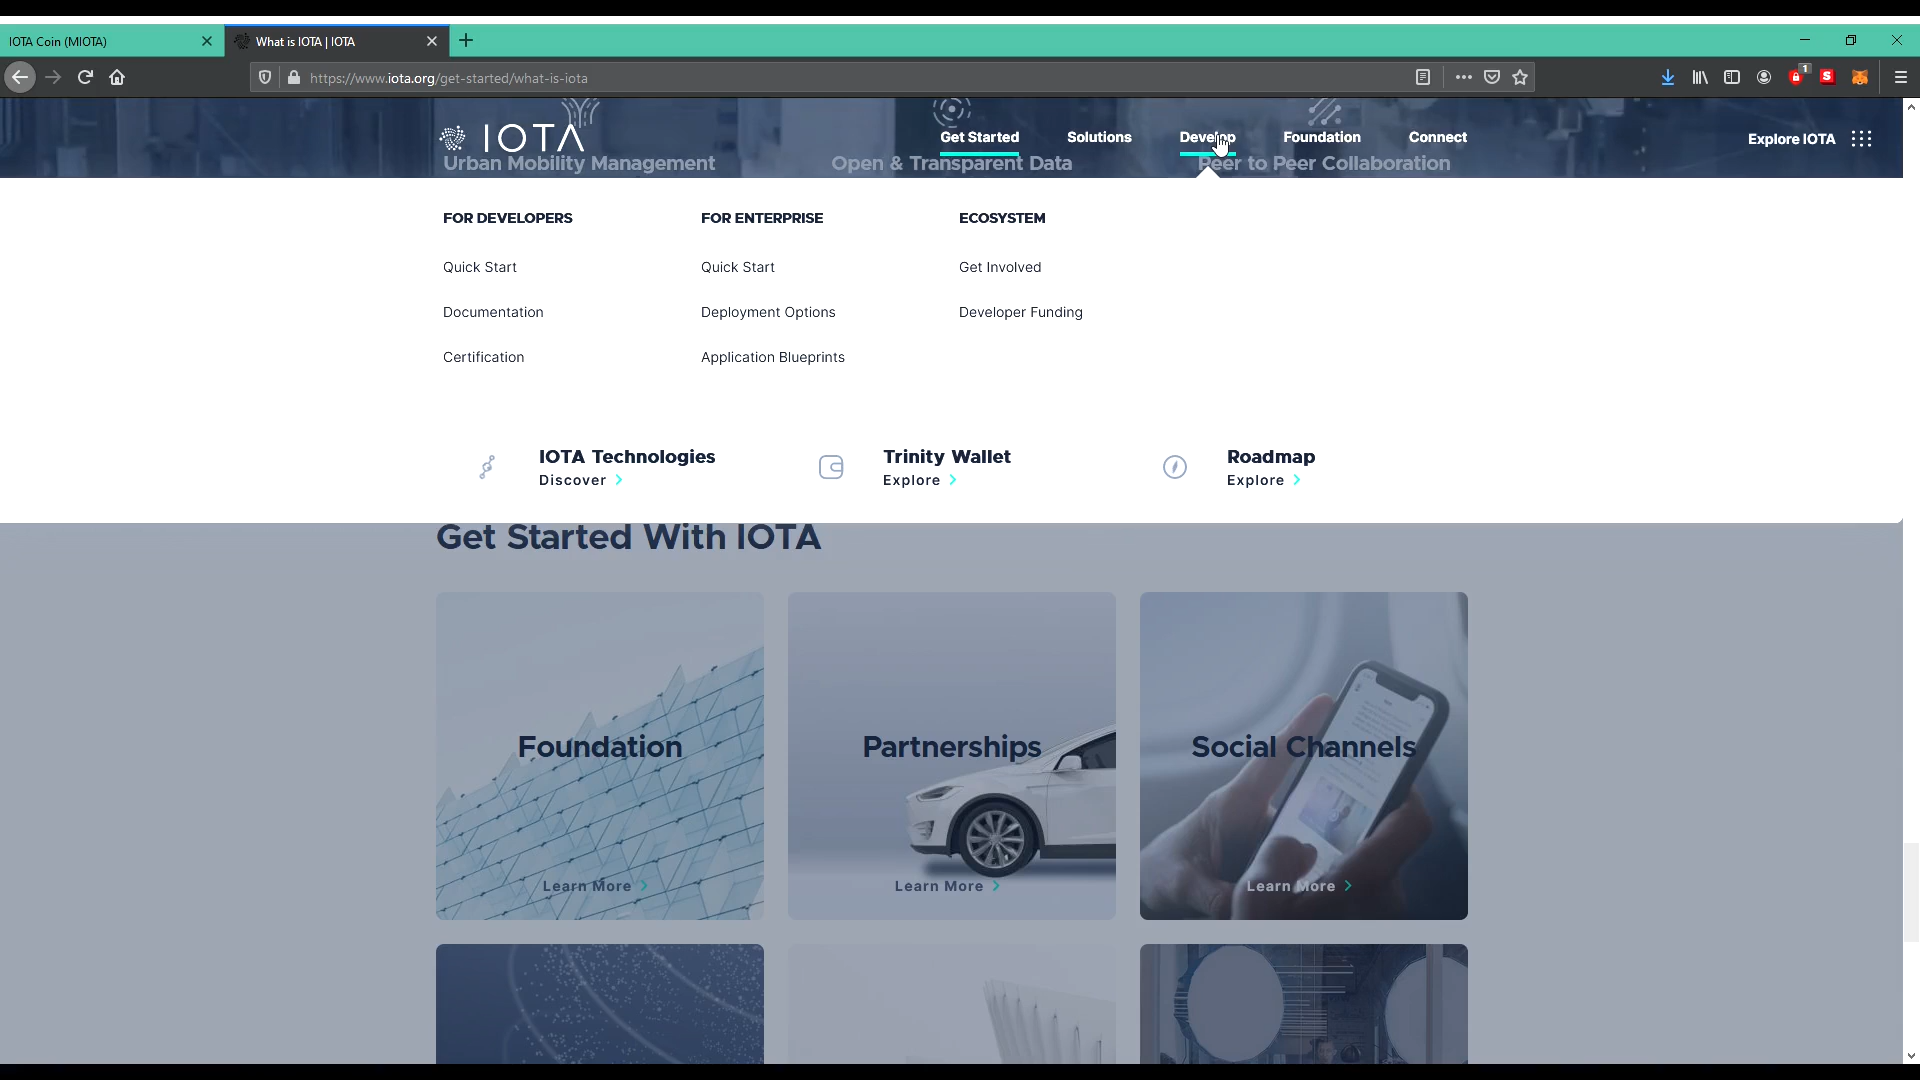 IOTA Coin (MIOTA)
What is IOTA | IOTA
https://www.iota.org/get-started/what-is-iota
1
S
IOTA
Get Started
Solutions
Develop
Foundation
Connect
Explore IOTA
Urban Mobility Management
Open & Transparent Data
Peer to Peer Collaboration
FOR DEVELOPERS
FOR ENTERPRISE
ECOSYSTEM
Quick Start
Quick Start
Get Involved
Documentation
Deployment Options
Developer Funding
Certification
Application Blueprints
IOTA Technologies
Discover
Trinity Wallet
Explore
Roadmap
Explore
Get Started With IOTA
Foundation
Partnerships
Social Channels
Learn More
Learn More
Learn More